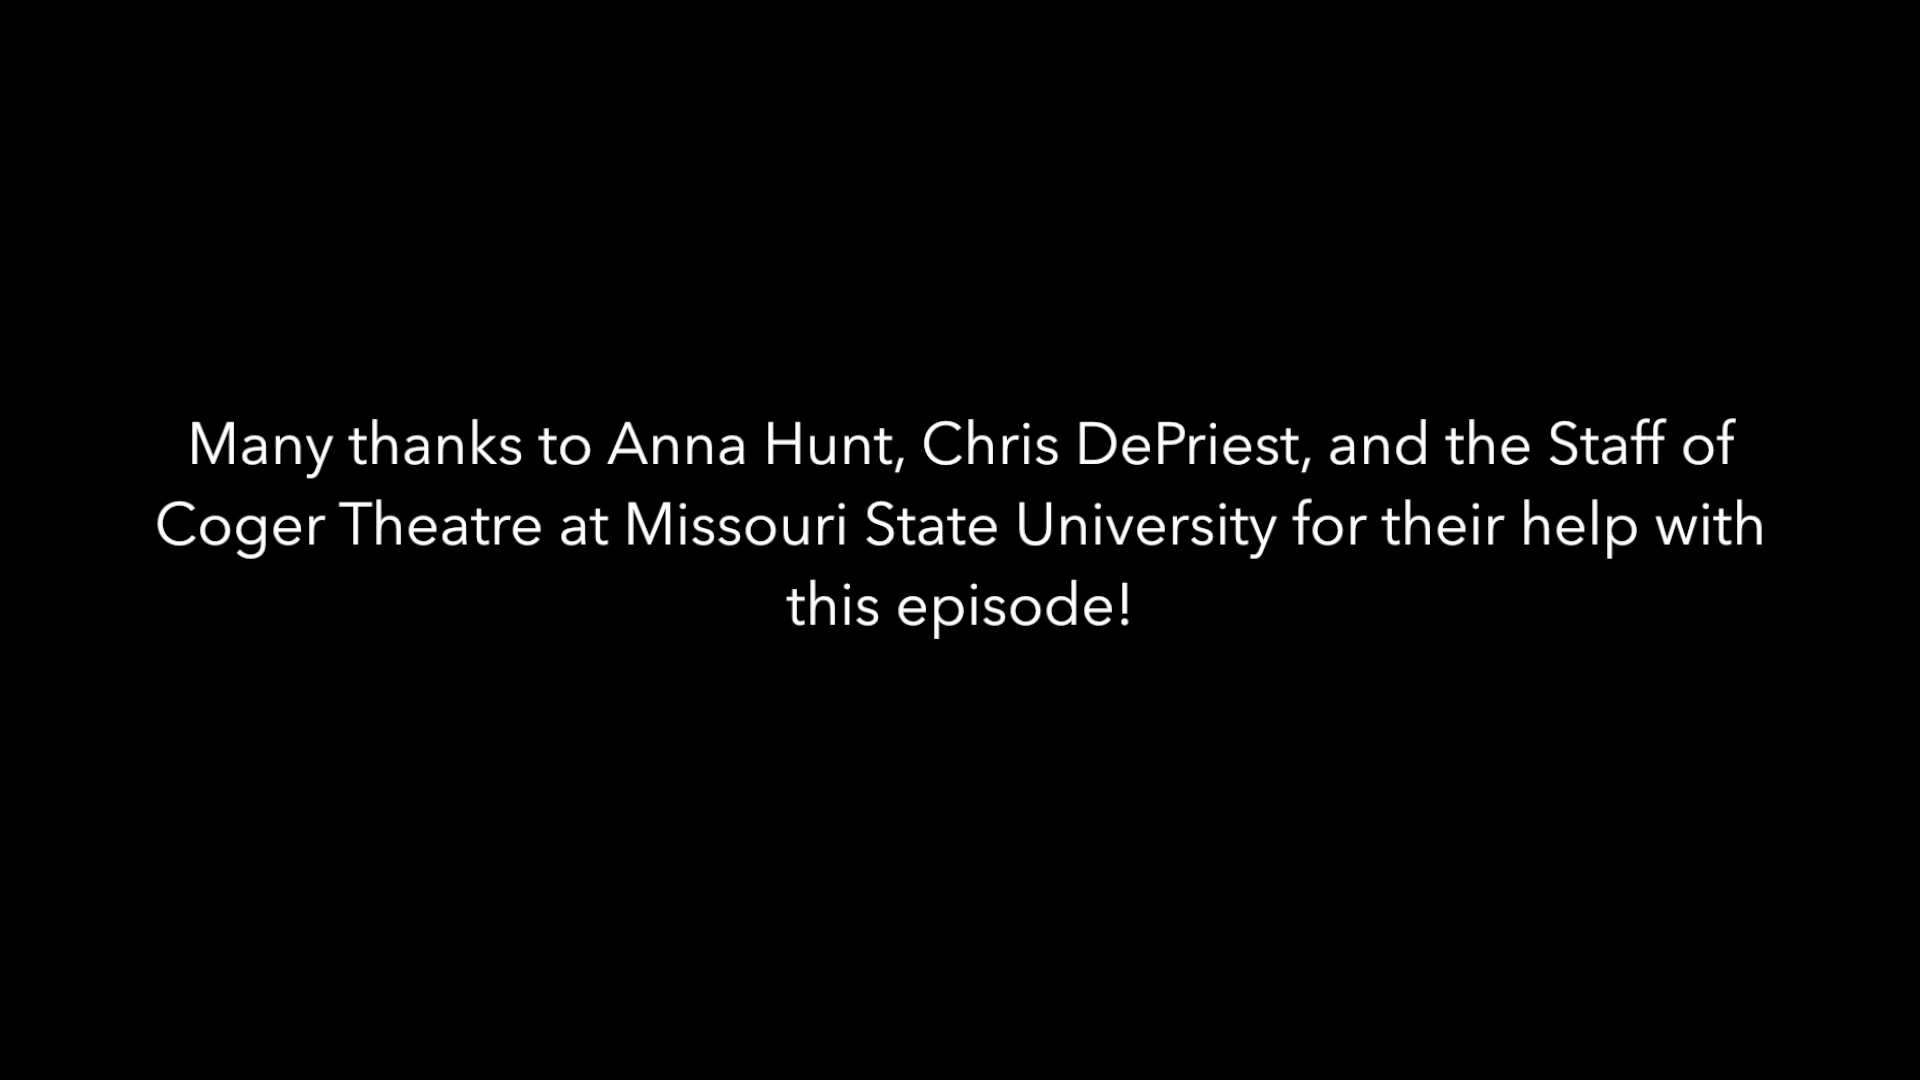 Many thanks to Anna Hunt, Chris DePriest, and the Staff of
Coger Theatre at Missouri State University for their help with
this episode!